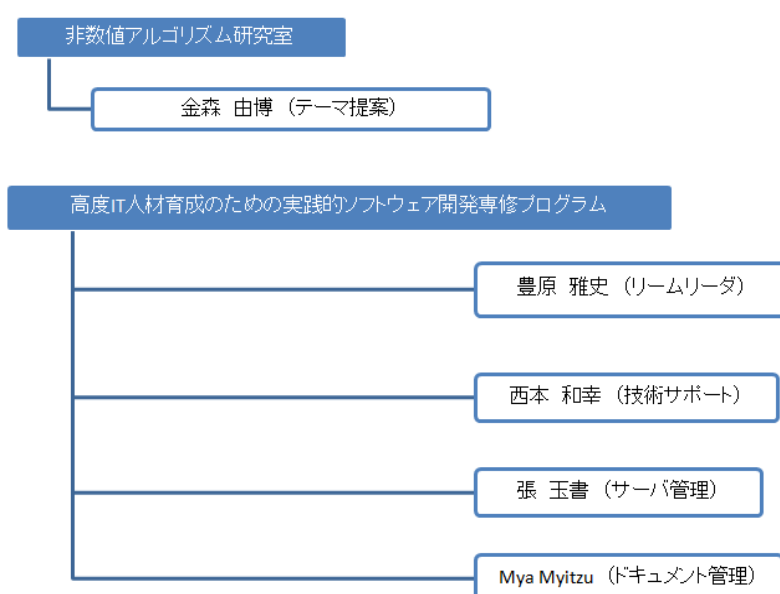 非数値アルゴリズム研究室
金森 由博（テーマ提案）
高度IT人材育成のための実践的ソフトウェア開発専修プログラム
豊原 雅史（リームリーダ）
西本 和幸（技術サポート）
張 玉書（サーバ管理）
Mya Myitzu（ドキュメント管理）